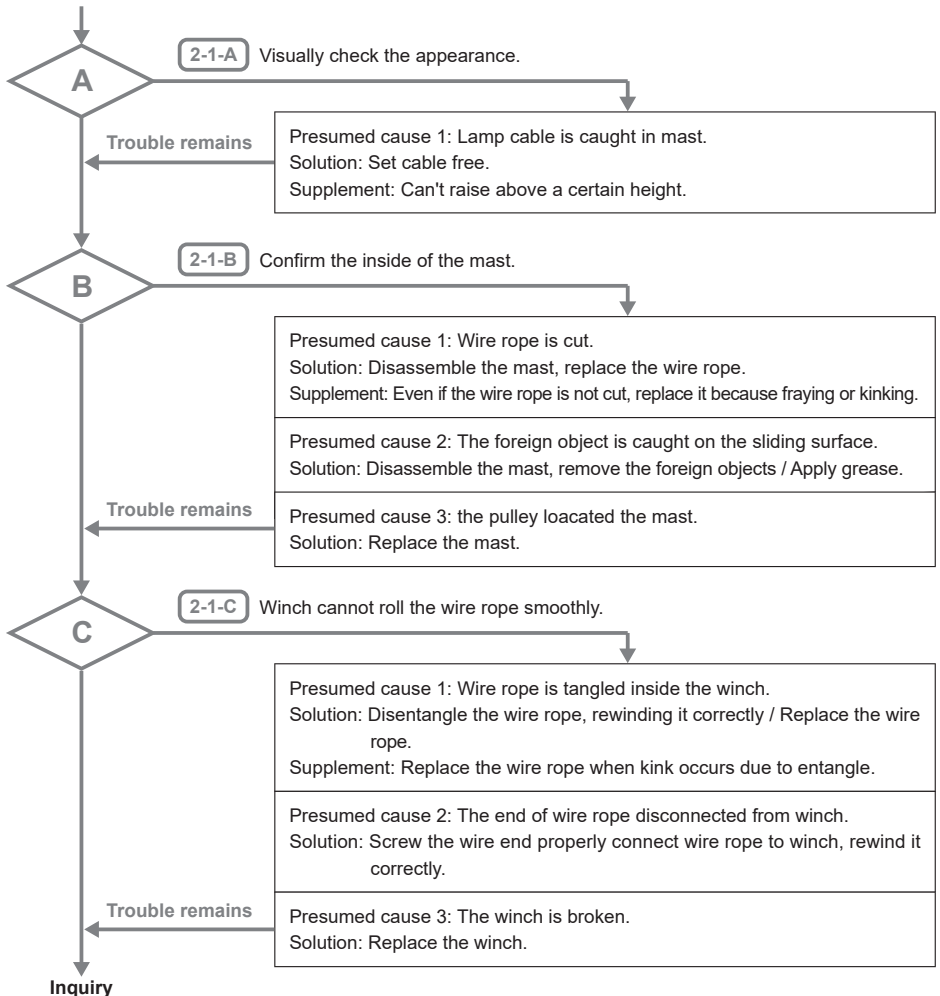 A
2-1-A Visually check the appearance.
Trouble remains
Presumed cause 1: Lamp cable is caught in mast.
Solution: Set cable free.
Supplement: Can't raise above a certain height.
B
2-1-B Confirm the inside of the mast.
Presumed cause 1: Wire rope is cut.
Solution: Disassemble the mast, replace the wire rope.
Supplement: Even if the wire rope is not cut, replace it because fraying or kinking.
Presumed cause 2: The foreign object is caught on the sliding surface.
Solution: Disassemble the mast, remove the foreign objects / Apply grease.
Trouble remains
Presumed cause 3: the pulley loacated the mast.
Solution: Replace the mast.
C
2-1-C Winch cannot roll the wire rope smoothly.
Presumed cause 1: Wire rope is tangled inside the winch.
Solution: Disentangle the wire rope, rewinding it correctly / Replace the wire
rope.
Supplement: Replace the wire rope when kink occurs due to entangle.
Presumed cause 2: The end of wire rope disconnected from winch.
Solution: Screw the wire end properly connect wire rope to winch, rewind it
correctly.
Trouble remains
Presumed cause 3: The winch is broken.
Solution: Replace the winch.
Inquiry